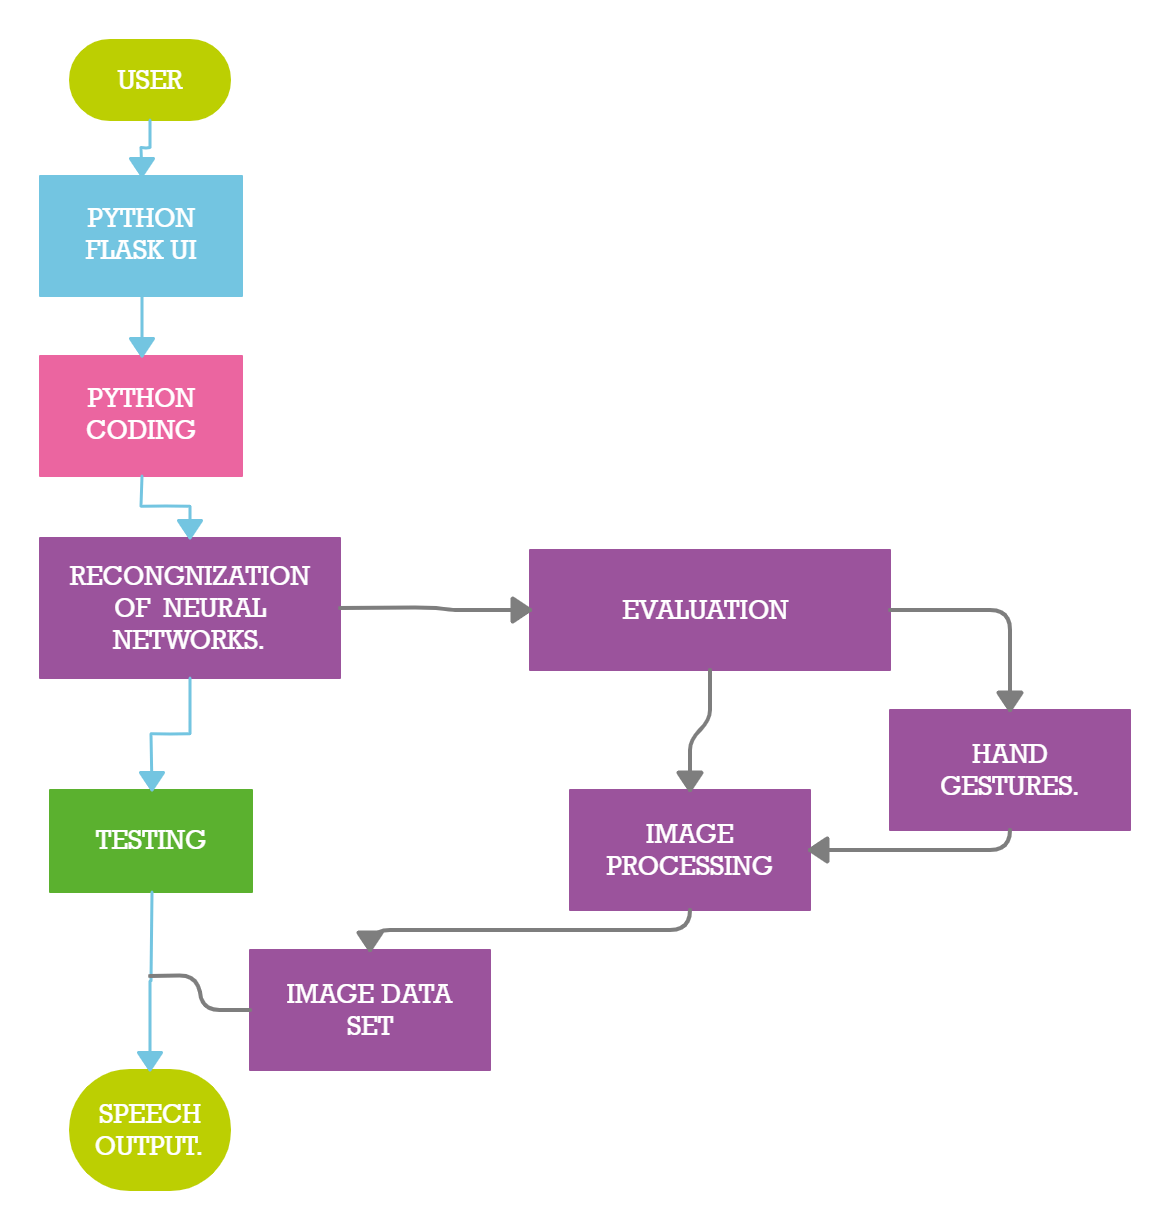 USER
PYTHON
FLASK UI
PYTHON
CODING
RECONGNIZATION
OF NEURAL
NETWORKS.
EVALUATION
HAND
GESTURES.
IMAGE
PROCESSING
TESTING
IMAGE DATA
SET
SPEECH
OUTPUT.